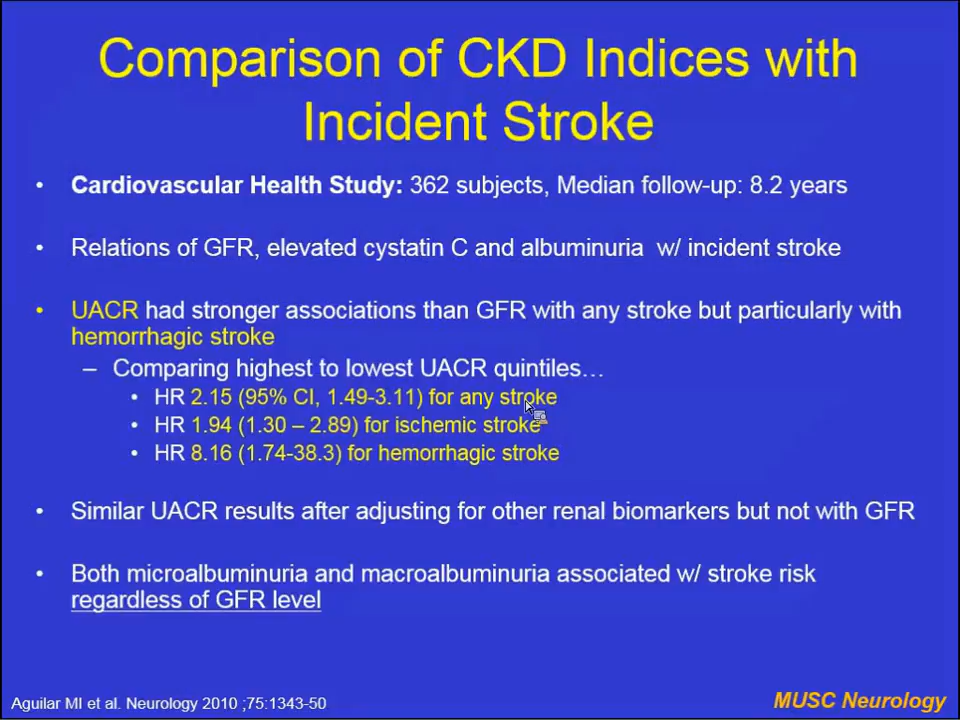 Comparison of CKD Indices with
Incident Stroke
• Cardiovascular Health Study: 362 subjects, Median follow-up: 8.2 years
• Relations of GFR, elevated cystatin C and albuminuria w/ incident stroke
• UACR had stronger associations than GFR with any stroke but particularly with
hemorrhagic stroke
– Comparing highest to lowest UACR quintiles…
• HR 2.15 (95% CI, 1.49-3.11) for any stroke
• HR 1.94 (1.30 – 2.89) for ischemic stroke
• HR 8.16 (1.74-38.3) for hemorrhagic stroke
• Similar UACR results after adjusting for other renal biomarkers but not with GFR
• Both microalbuminuria and macroalbuminuria associated w/ stroke risk
regardless of GFR level
Aguilar MI et al. Neurology 2010 ;75:1343-50
MUSC Neurology